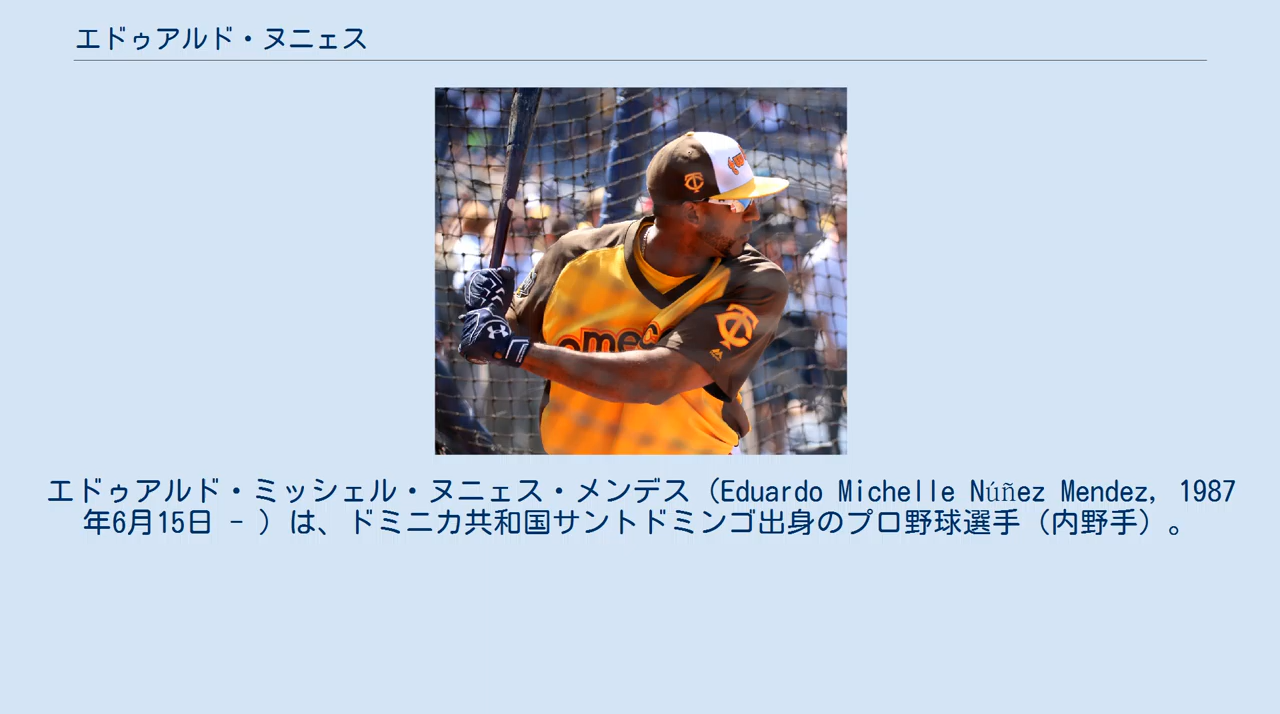 エドゥアルド・ヌニェス
エドゥアルド・ミッシェル・ヌニェス・メンデス（Eduardo Michelle Núñez Mendez, 1987
年6月15日 - ）は、ドミニカ共和国サントドミンゴ出身のプロ野球選手（内野手）。